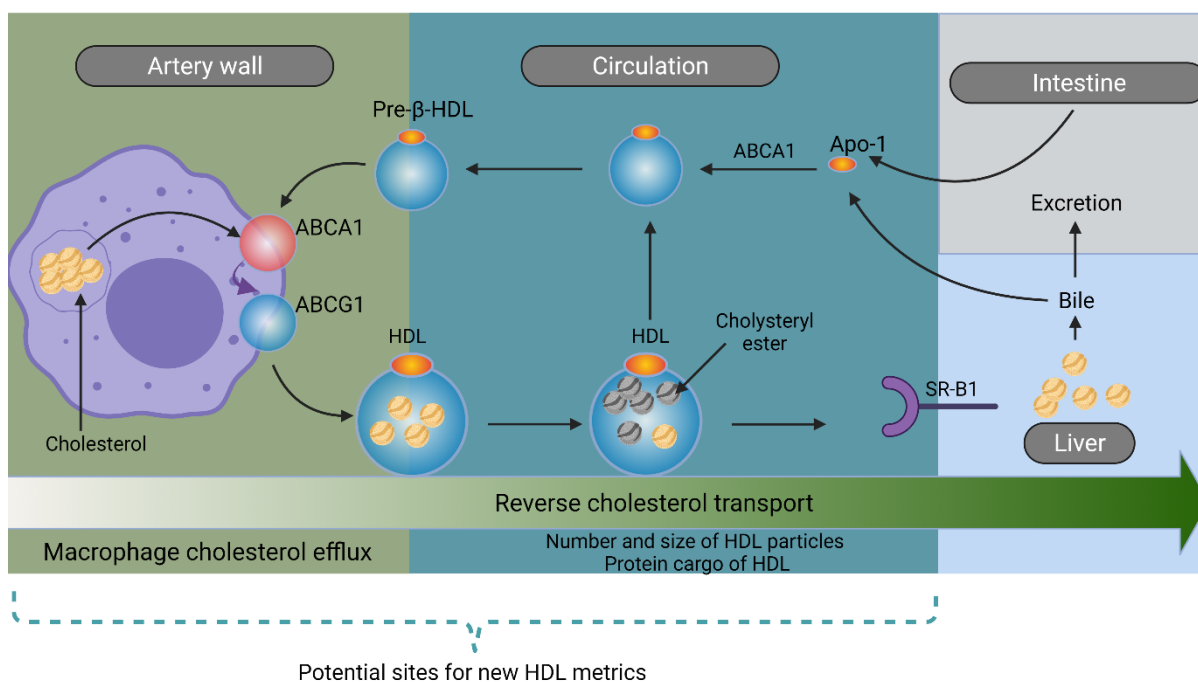 Artery wall
Circulation
Intestine
Pre-β-HDL
ABCA1
Apo-1
ABCA1
Excretion
ABCG1
Bile
HDL
HDL
Cholysteryl
ester
SR-B1
Cholesterol
Liver
Reverse cholesterol transport
Macrophage cholesterol efflux
Number and size of HDL particles
Protein cargo of HDL
Potential sites for new HDL metrics